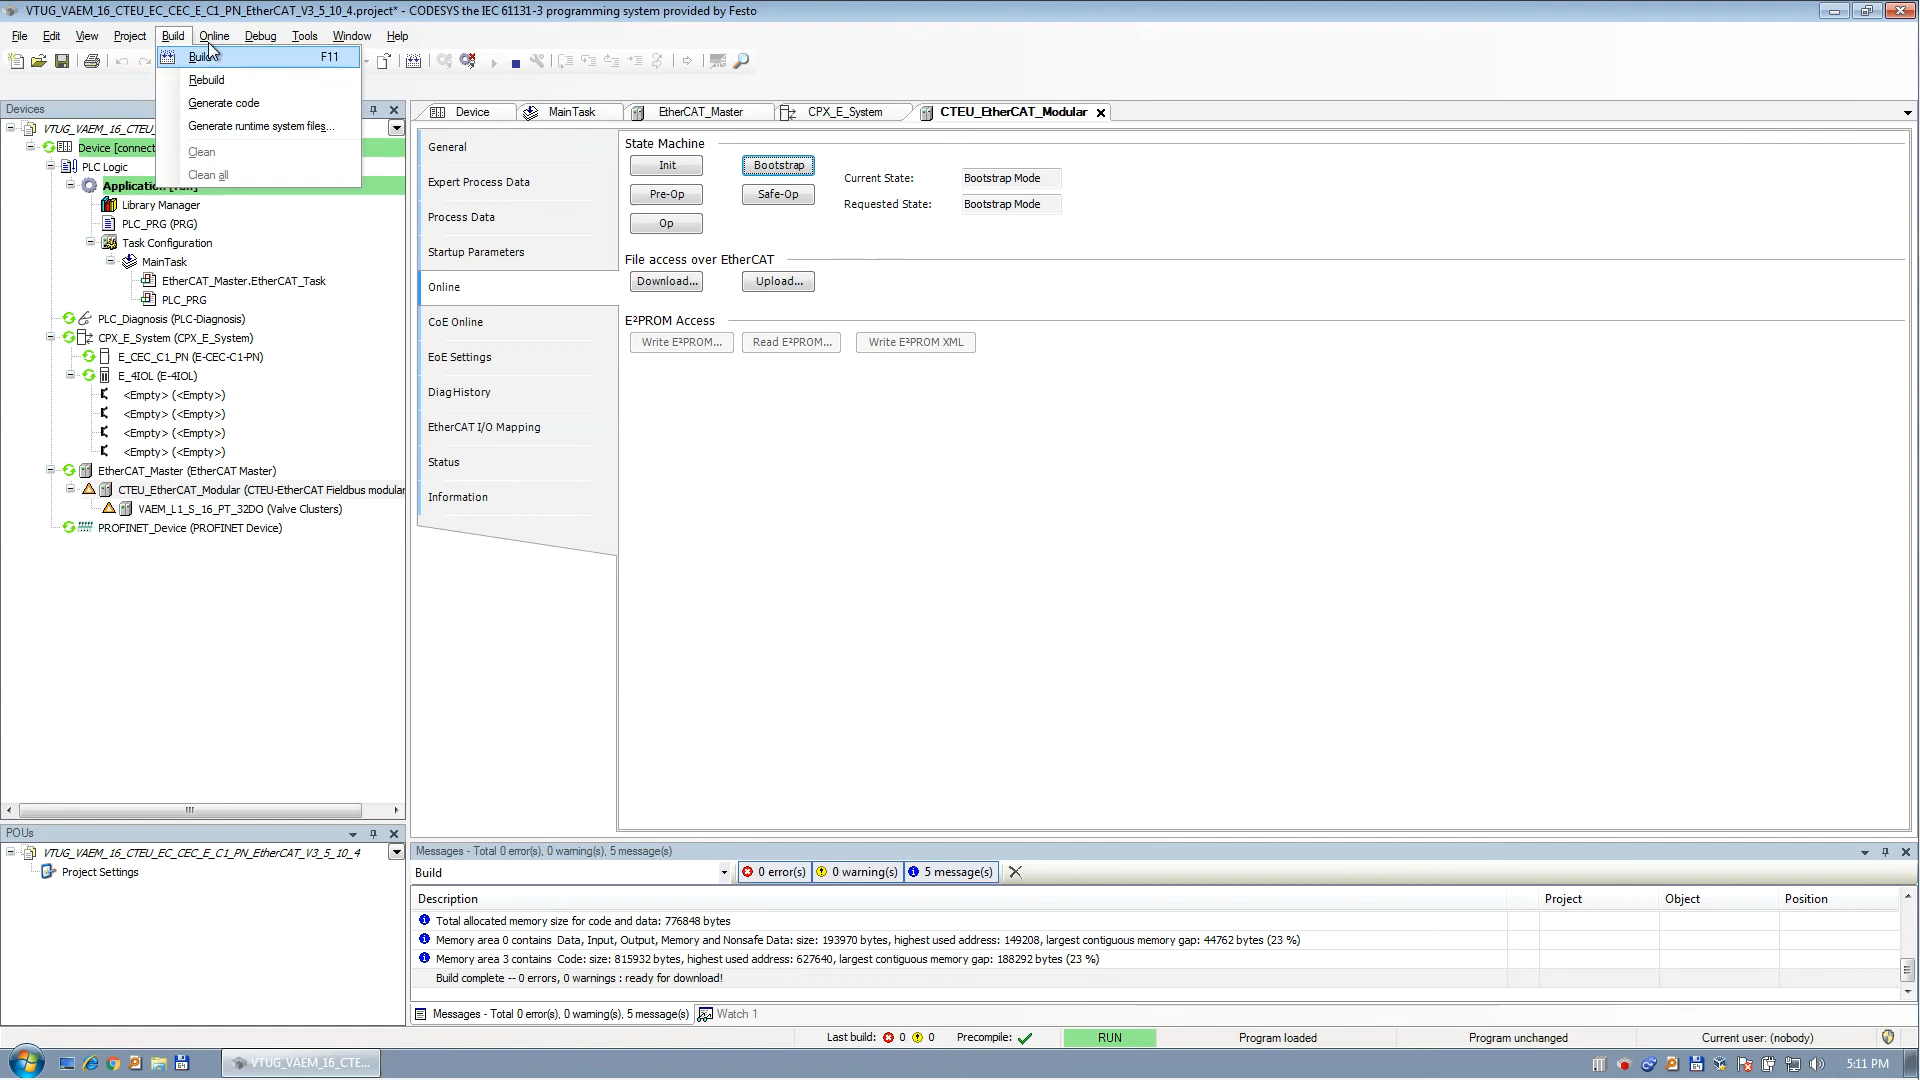 VTUG_VAEM_16_CTEU_EC_CEC_E_C1_PN_EtherCAT_V3_5_10_4.project* - CODESYS the IEC 61131-3 programming system provided by Festo
File Edit View Project Build Online Debug Tools Window Help
Build F11
Rebuild
Generate code
Generate runtime system files...
Clean
Clean all
Devices
VTUG_VAEM_16_CTEU_
Device [connect
PLC Logic
Application
Library Manager
PLC_PRG (PRG)
Task Configuration
MainTask
EtherCAT_Master.EtherCAT_Task
PLC_PRG
PLC_Diagnosis (PLC-Diagnosis)
CPX_E_System (CPX_E_System)
E_CEC_C1_PN (E-CEC-C1-PN)
E_4IOL (E-4IOL)
<Empty> (<Empty>)
<Empty> (<Empty>)
<Empty> (<Empty>)
<Empty> (<Empty>)
EtherCAT_Master (EtherCAT Master)
CTEU_EtherCAT_Modular (CTEU-EtherCAT Fieldbus modular
VAEM_L1_S_16_PT_32DO (Valve Clusters)
PROFINET_Device (PROFINET Device)
POUs
VTUG_VAEM_16_CTEU_EC_CEC_E_C1_PN_EtherCAT_V3_5_10_4
Project Settings
Device MainTask EtherCAT_Master CPX_E_System CTEU_EtherCAT_Modular
General
Expert Process Data
Process Data
Startup Parameters
Online
CoE Online
EoE Settings
Diag History
EtherCAT I/O Mapping
Status
Information
State Machine
Init Bootstrap
Pre-Op Safe-Op
Op
Current State: Bootstrap Mode
Requested State: Bootstrap Mode
File access over EtherCAT
Download... Upload...
E²PROM Access
Write E²PROM... Read E²PROM... Write E²PROM XML
Messages - Total 0 error(s), 0 warning(s), 5 message(s)
Build 0 error(s) 0 warning(s) 5 message(s)
Description Project Object Position
Total allocated memory size for code and data: 776848 bytes
Memory area 0 contains Data, Input, Output, Memory and Nonsafe Data: size: 193970 bytes, highest used address: 149208, largest contiguous memory gap: 44762 bytes (23 %)
Memory area 3 contains Code: size: 815932 bytes, highest used address: 627640, largest contiguous memory gap: 188292 bytes (23 %)
Build complete -- 0 errors, 0 warnings : ready for download!
Messages - Total 0 error(s), 0 warning(s), 5 message(s) Watch 1
Last build: 0 0 Precompile: RUN Program loaded Program unchanged Current user: (nobody)
VTUG_VAEM_16_CTE... 5:11 PM